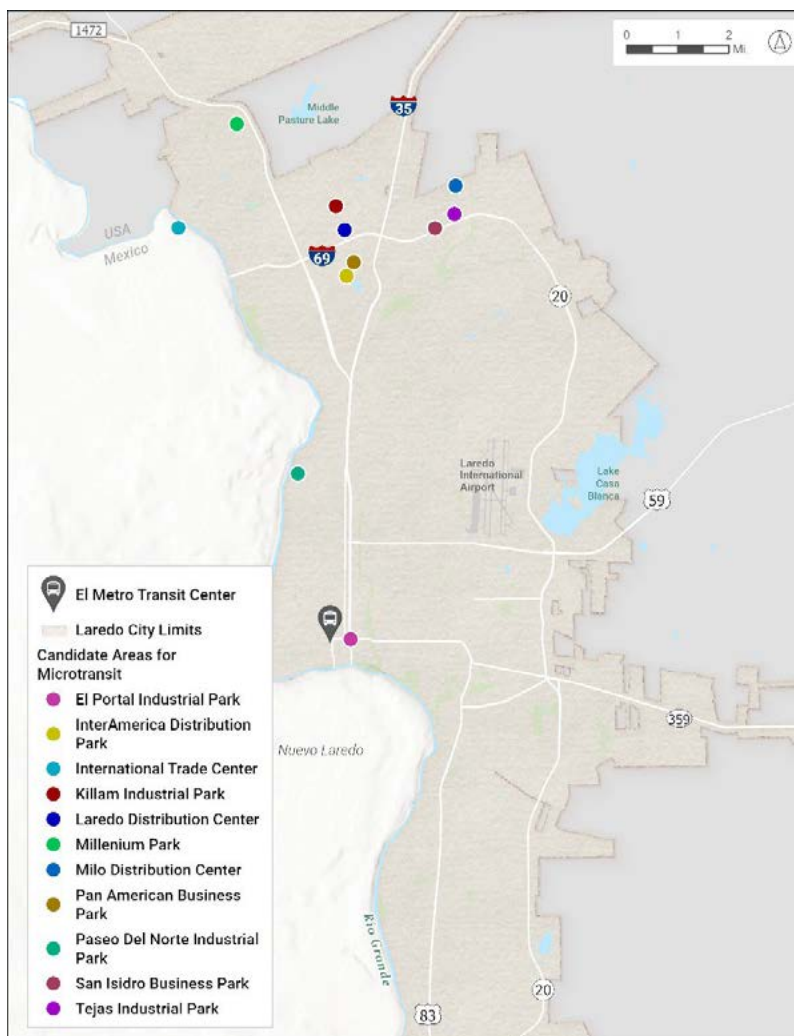 1472
0 1 2
Mi.
Middle
Pasture Lake
35
USA
Mexico
69
20
Laredo
International
Airport
Lake
Casa
Blanca
59
El Metro Transit Center
Laredo City Limits
Candidate Areas for
Microtransit
El Portal Industrial Park
InterAmerica Distribution
Park
International Trade Center
Killam Industrial Park
Laredo Distribution Center
Millenium Park
Milo Distribution Center
Pan American Business
Park
Paseo Del Norte Industrial
Park
San Isidro Business Park
Tejas Industrial Park
359
Nuevo Laredo
Rio Grande
83
20